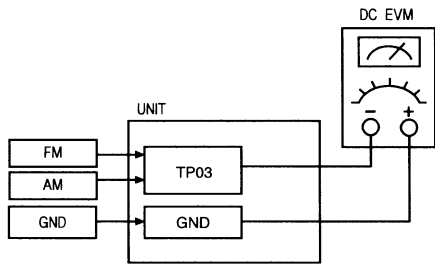 DC EVM
− +
UNIT
FM
AM
GND
TP03
GND